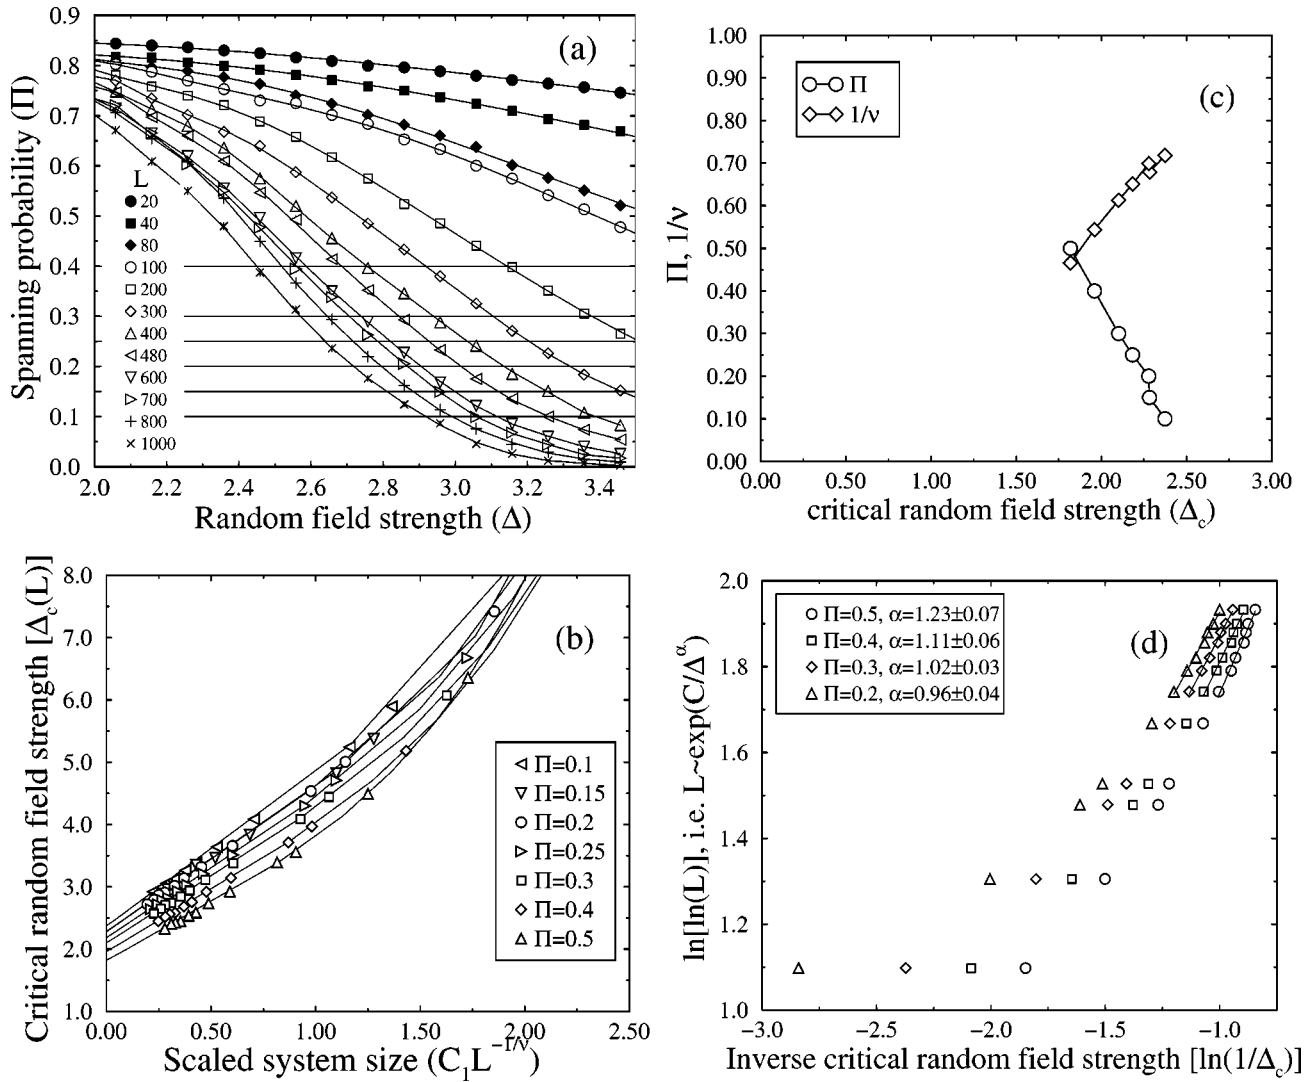 (a)
Spanning probability (Π)
0.9
0.8
0.7
0.6
0.5
0.4
0.3
0.2
0.1
0.0
L
20
40
80
100
200
300
400
480
600
700
800
1000
2.0 2.2 2.4 2.6 2.8 3.0 3.2 3.4
Random field strength (Δ)
(c)
Π, 1/ν
1.00
0.90
0.80
0.70
0.60
0.50
0.40
0.30
0.20
0.10
0.00
Π
1/ν
0.00 0.50 1.00 1.50 2.00 2.50 3.00
critical random field strength (Δc)
(b)
Critical random field strength [Δc(L)]
8.0
7.0
6.0
5.0
4.0
3.0
2.0
1.0
Π=0.1
Π=0.15
Π=0.2
Π=0.25
Π=0.3
Π=0.4
Π=0.5
0.00 0.50 1.00 1.50 2.00 2.50
Scaled system size (C₁L^−1/ν)
(d)
ln[ln(L)], i.e. L~exp(C/Δ^α)
2.0
1.8
1.6
1.4
1.2
1.0
Π=0.5, α=1.23±0.07
Π=0.4, α=1.11±0.06
Π=0.3, α=1.02±0.03
Π=0.2, α=0.96±0.04
−3.0 −2.5 −2.0 −1.5 −1.0
Inverse critical random field strength [ln(1/Δc)]